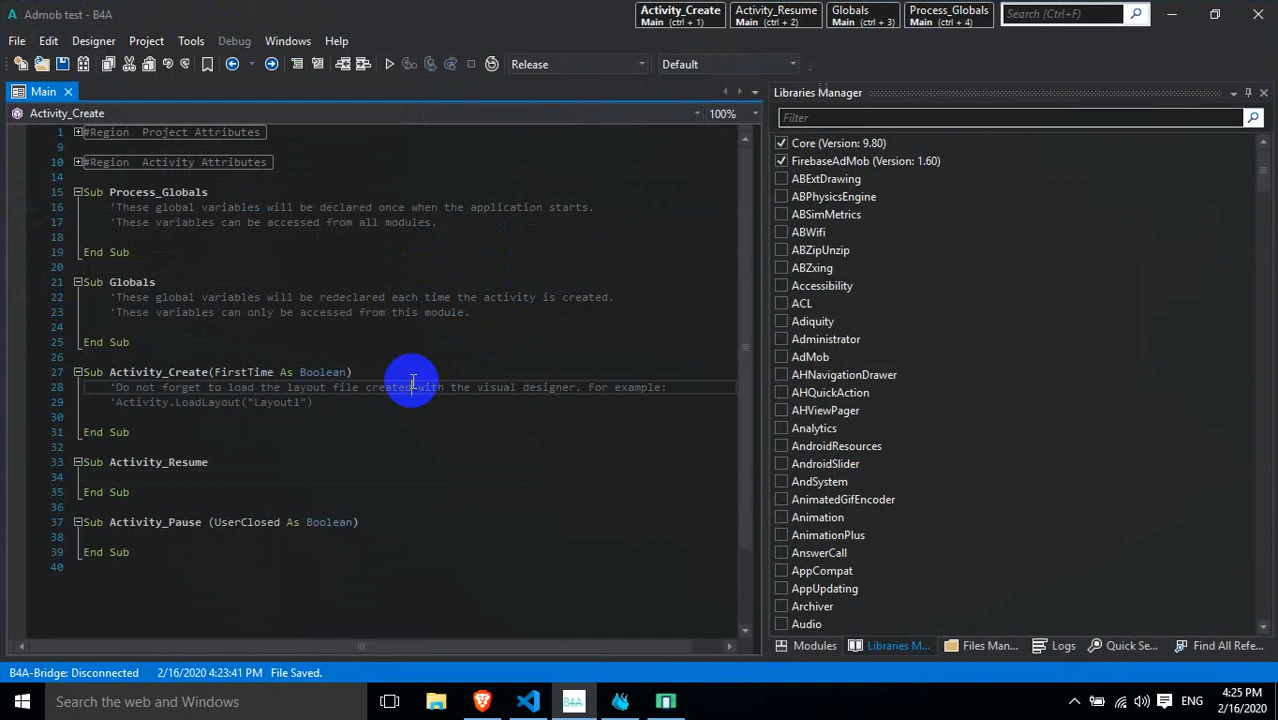 Admob test - B4A
Activity_Create
Main (ctrl + 1)
Activity_Resume
Main (ctrl + 2)
Globals
Main (ctrl + 3)
Process_Globals
Main (ctrl + 4)
Search (Ctrl+F)
File Edit Designer Project Tools Debug Windows Help
Release Default
Main
Activity_Create 100%
1 #Region Project Attributes
9
10 #Region Activity Attributes
14
15 Sub Process_Globals
16 'These global variables will be declared once when the application starts.
17 'These variables can be accessed from all modules.
18
19 End Sub
20
21 Sub Globals
22 'These global variables will be redeclared each time the activity is created.
23 'These variables can only be accessed from this module.
24
25 End Sub
26
27 Sub Activity_Create(FirstTime As Boolean)
28 'Do not forget to load the layout file created with the visual designer. For example:
29 'Activity.LoadLayout("Layout1")
30
31 End Sub
32
33 Sub Activity_Resume
34
35 End Sub
36
37 Sub Activity_Pause (UserClosed As Boolean)
38
39 End Sub
40
Libraries Manager
Filter
Core (Version: 9.80)
FirebaseAdMob (Version: 1.60)
ABExtDrawing
ABPhysicsEngine
ABSimMetrics
ABWifi
ABZipUnzip
ABZxing
Accessibility
ACL
Adiquity
Administrator
AdMob
AHNavigationDrawer
AHQuickAction
AHViewPager
Analytics
AndroidResources
AndroidSlider
AndSystem
AnimatedGifEncoder
Animation
AnimationPlus
AnswerCall
AppCompat
AppUpdating
Archiver
Audio
Modules Libraries M... Files Man... Logs Quick Se... Find All Refe...
B4A-Bridge: Disconnected 2/16/2020 4:23:41 PM File Saved.
Search the web and Windows
B4A
ENG
4:25 PM
2/16/2020